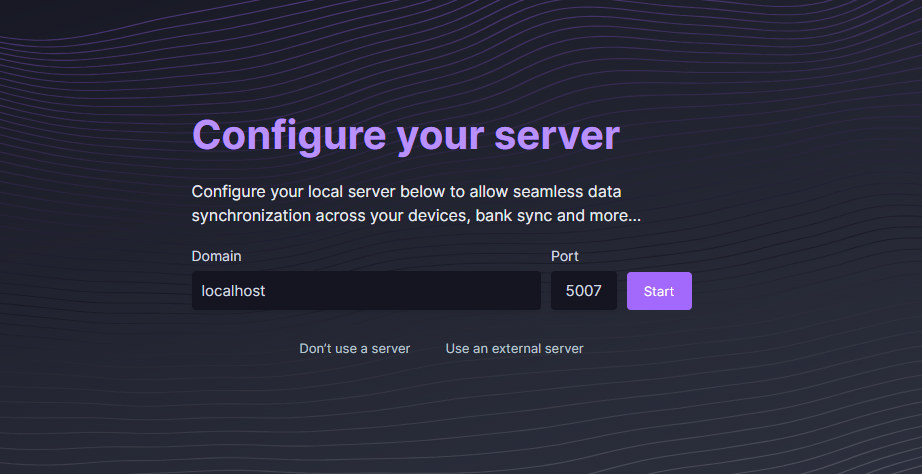 Configure your server
Configure your local server below to allow seamless data
synchronization across your devices, bank sync and more...
Domain
Port
localhost
5007
Start
Don’t use a server
Use an external server